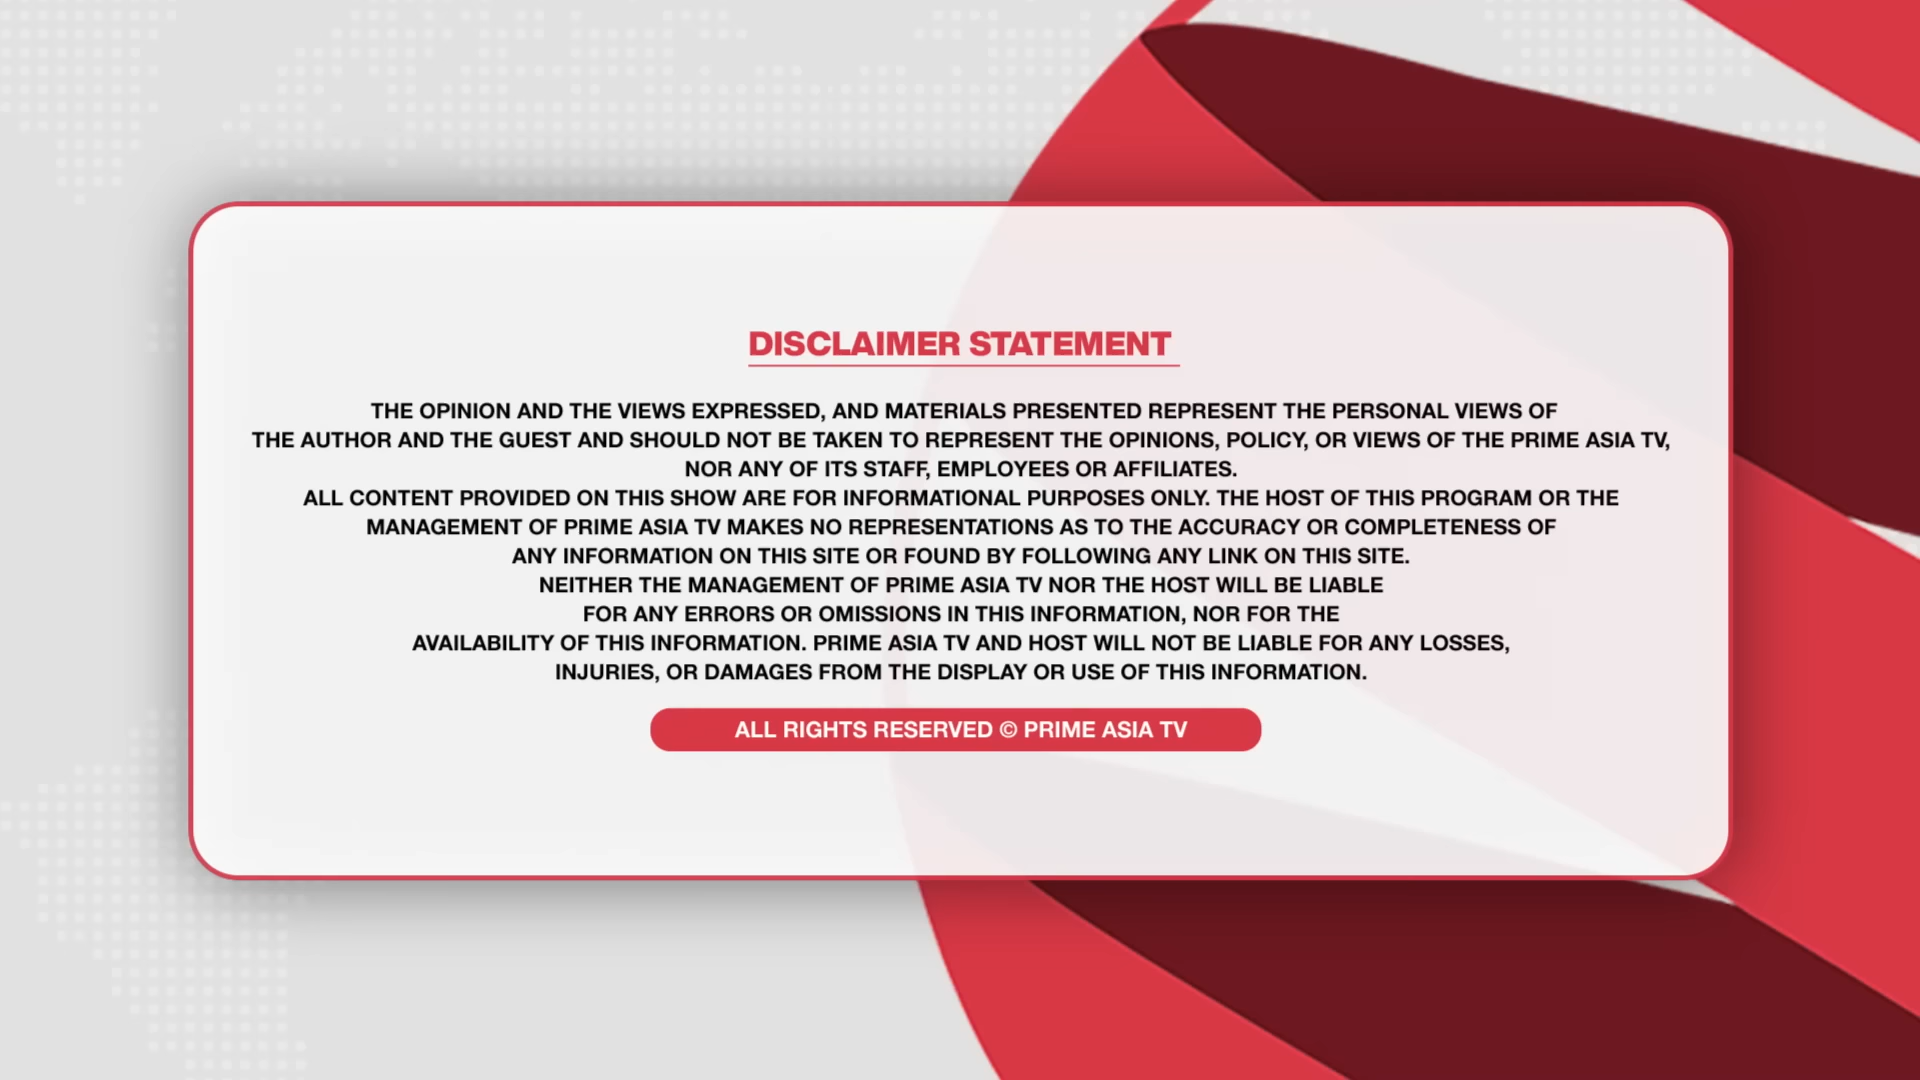 DISCLAIMER STATEMENT
THE OPINION AND THE VIEWS EXPRESSED, AND MATERIALS PRESENTED REPRESENT THE PERSONAL VIEWS OF
THE AUTHOR AND THE GUEST AND SHOULD NOT BE TAKEN TO REPRESENT THE OPINIONS, POLICY, OR VIEWS OF THE PRIME ASIA TV,
NOR ANY OF ITS STAFF, EMPLOYEES OR AFFILIATES.
ALL CONTENT PROVIDED ON THIS SHOW ARE FOR INFORMATIONAL PURPOSES ONLY. THE HOST OF THIS PROGRAM OR THE
MANAGEMENT OF PRIME ASIA TV MAKES NO REPRESENTATIONS AS TO THE ACCURACY OR COMPLETENESS OF
ANY INFORMATION ON THIS SITE OR FOUND BY FOLLOWING ANY LINK ON THIS SITE.
NEITHER THE MANAGEMENT OF PRIME ASIA TV NOR THE HOST WILL BE LIABLE
FOR ANY ERRORS OR OMISSIONS IN THIS INFORMATION, NOR FOR THE
AVAILABILITY OF THIS INFORMATION. PRIME ASIA TV AND HOST WILL NOT BE LIABLE FOR ANY LOSSES,
INJURIES, OR DAMAGES FROM THE DISPLAY OR USE OF THIS INFORMATION.
ALL RIGHTS RESERVED © PRIME ASIA TV